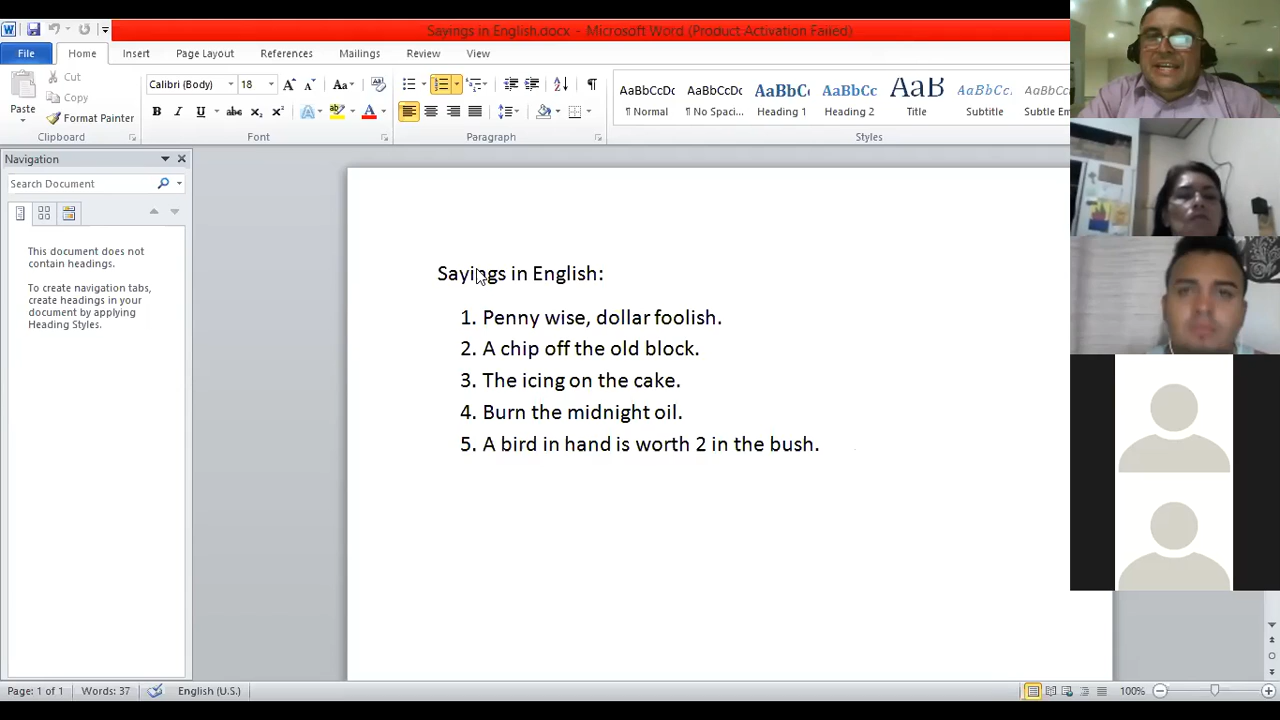 Sayings in English.docx - Microsoft Word (Product Activation Failed)
File Home Insert Page Layout References Mailings Review View
Cut
Copy
Format Painter
Paste
Clipboard
Calibri (Body) 18
Font
Paragraph
AaBbCcDc AaBbCcDc AaBbC AaBbCc AaB AaBbCc. AaBbCc
¶ Normal ¶ No Spaci... Heading 1 Heading 2 Title Subtitle Subtle Em
Styles
Navigation
Search Document
This document does not
contain headings.
To create navigation tabs,
create headings in your
document by applying
Heading Styles.
Sayings in English:
1. Penny wise, dollar foolish.
2. A chip off the old block.
3. The icing on the cake.
4. Burn the midnight oil.
5. A bird in hand is worth 2 in the bush.
Page: 1 of 1 Words: 37 English (U.S.) 100%